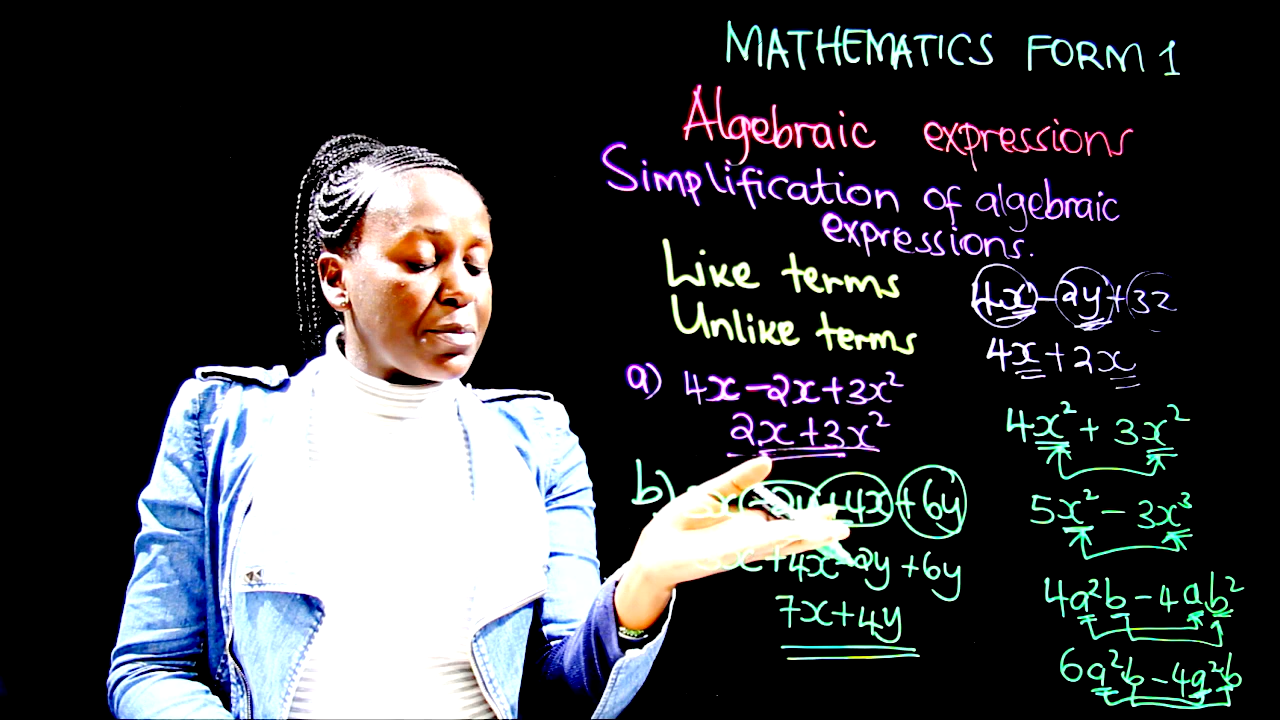 MATHEMATICS FORM 1
Algebraic expressions
Simplification of algebraic
expressions.
Like terms
Unlike terms
a) 4x-2x+3x²
2x+3x²
b) -2y+4x+6y
+4x-2y+6y
7x+4y
4x-2y+3z
4x+2x
4x²+3x²
5x²-3x³
4a²b-4ab²
6a²b-4a²b